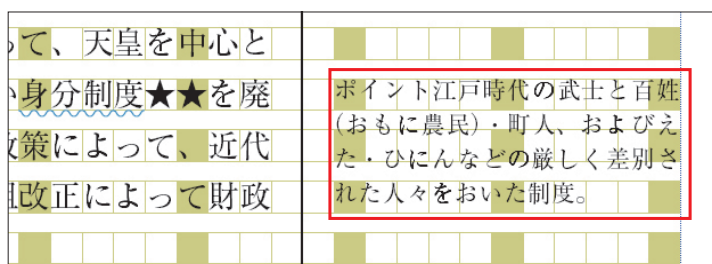 って、天皇を中心と
い身分制度★★を廃
政策によって、近代
租改正によって財政
ポイント江戸時代の武士と百姓
(おもに農民)・町人、およびえ
た・ひにんなどの厳しく差別さ
れた人々をおいた制度。